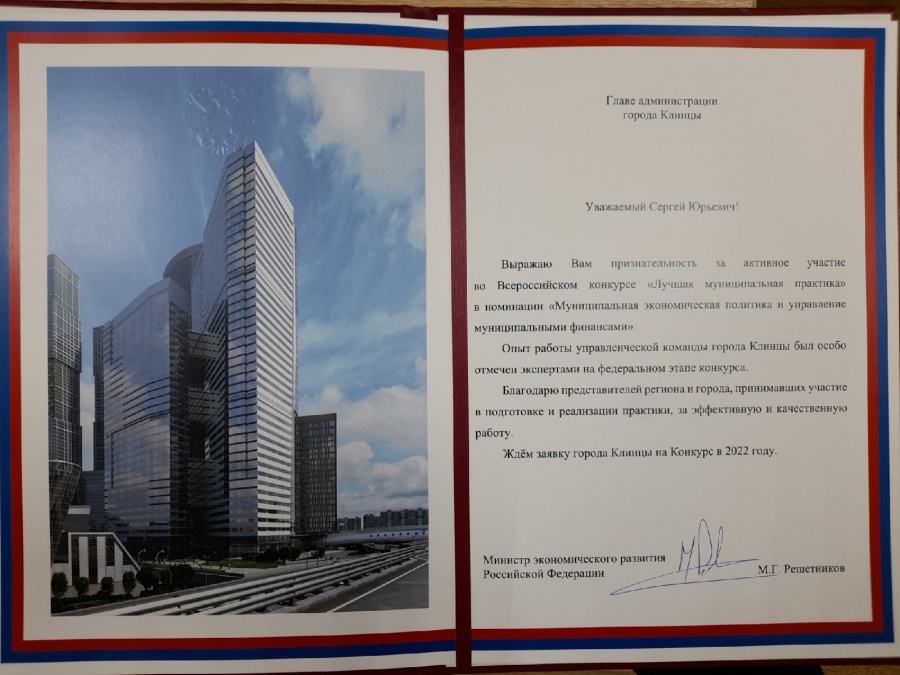 Главе администрации
города Клинцы
Уважаемый Сергей Юрьевич!
Выражаю Вам признательность за активное участие
во Всероссийском конкурсе «Лучшая муниципальная практика»
в номинации «Муниципальная экономическая политика и управление
муниципальными финансами».
Опыт работы управленческой команды города Клинцы был особо
отмечен экспертами на федеральном этапе конкурса.
Благодарю представителей региона и города, принимавших участие
в подготовке и реализации практики, за эффективную и качественную
работу.
Ждём заявку города Клинцы на Конкурс в 2022 году.
Министр экономического развития
Российской Федерации
М.Г. Решетников